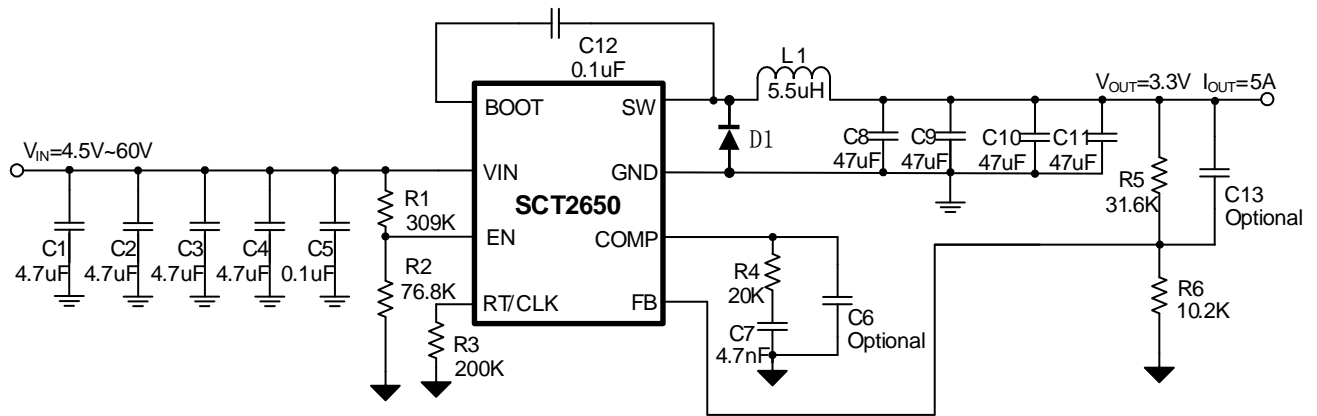 C12
0.1uF
L1
5.5uH
BOOT
SW
VOUT=3.3V IOUT=5A
D1
C8
47uF
C9
47uF
C10
47uF
C11
47uF
VIN=4.5V~60V
VIN
GND
SCT2650
R1
309K
R5
31.6K
C13
Optional
C1
4.7uF
C2
4.7uF
C3
4.7uF
C4
4.7uF
C5
0.1uF
EN
COMP
R2
76.8K
R4
20K
RT/CLK
FB
R6
10.2K
C6
Optional
C7
4.7nF
R3
200K